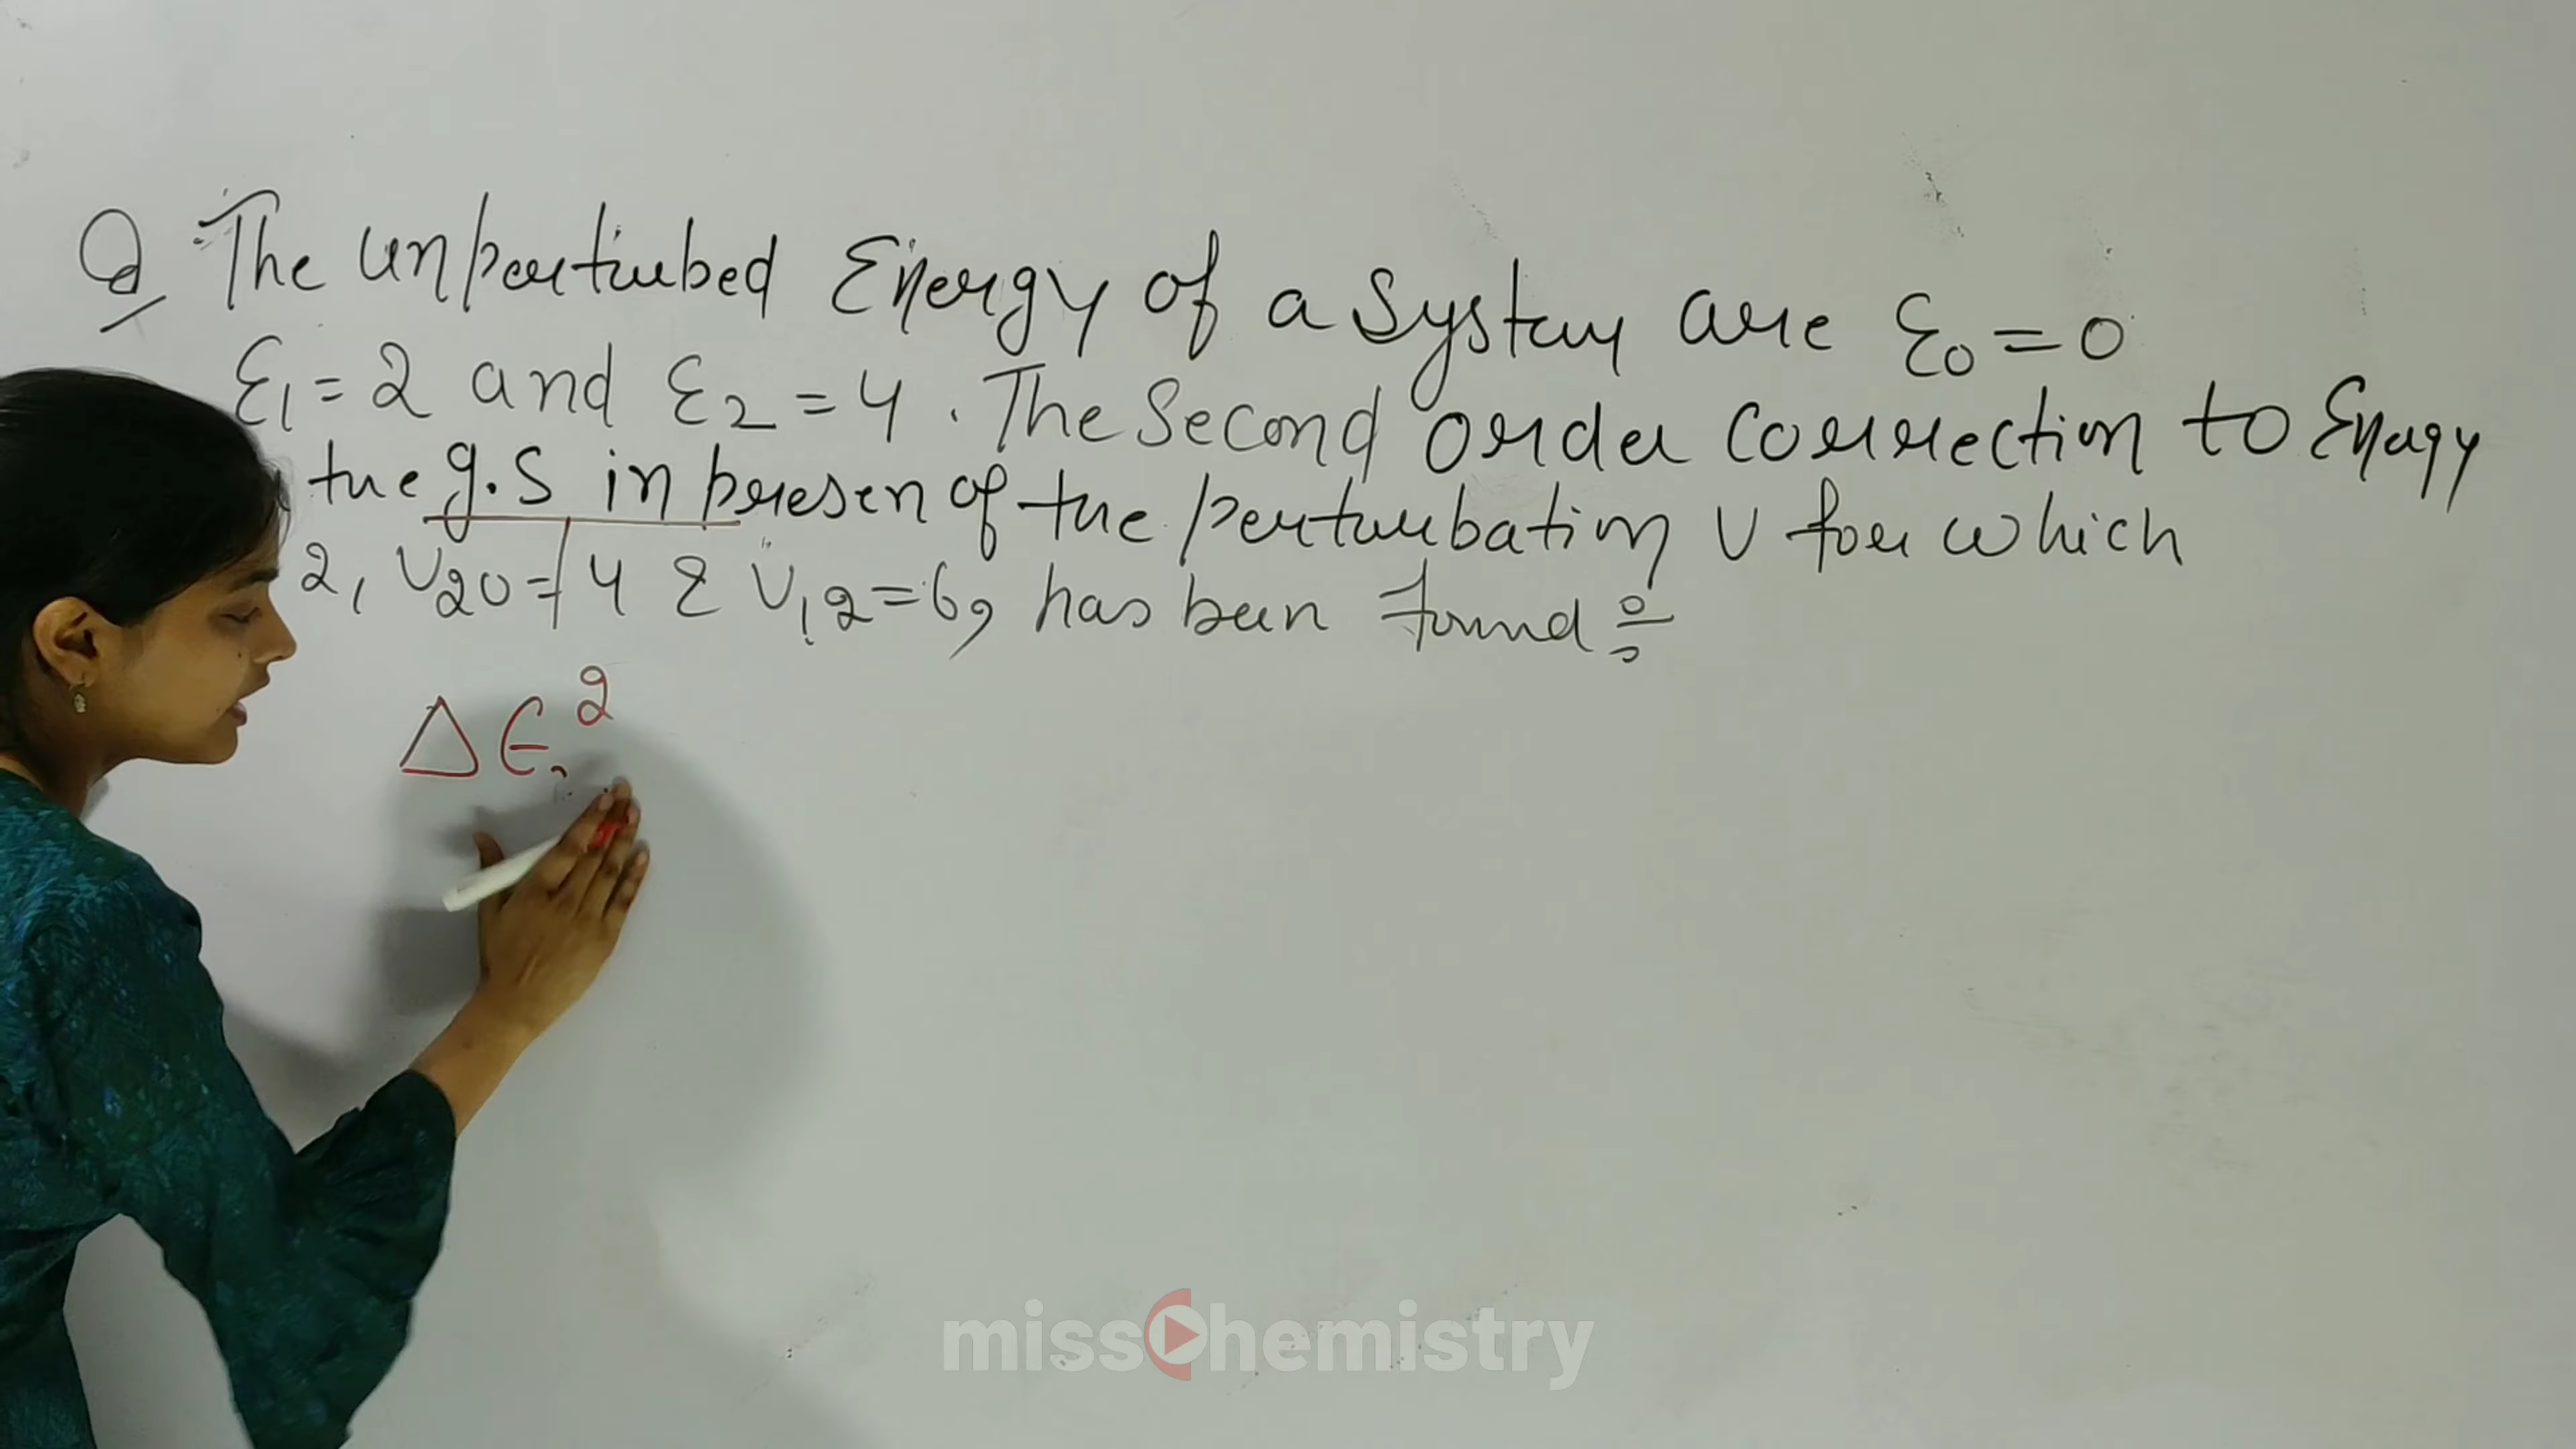 Q The unperturbed Energy of a System are ε0 = 0
ε1 = 2 and ε2 = 4. The Second order correction to Energy
the g.s in presen of the perturbation V for which
2, V20 = 4 & V12 = 6, has been found :
ΔE 2
missChemistry